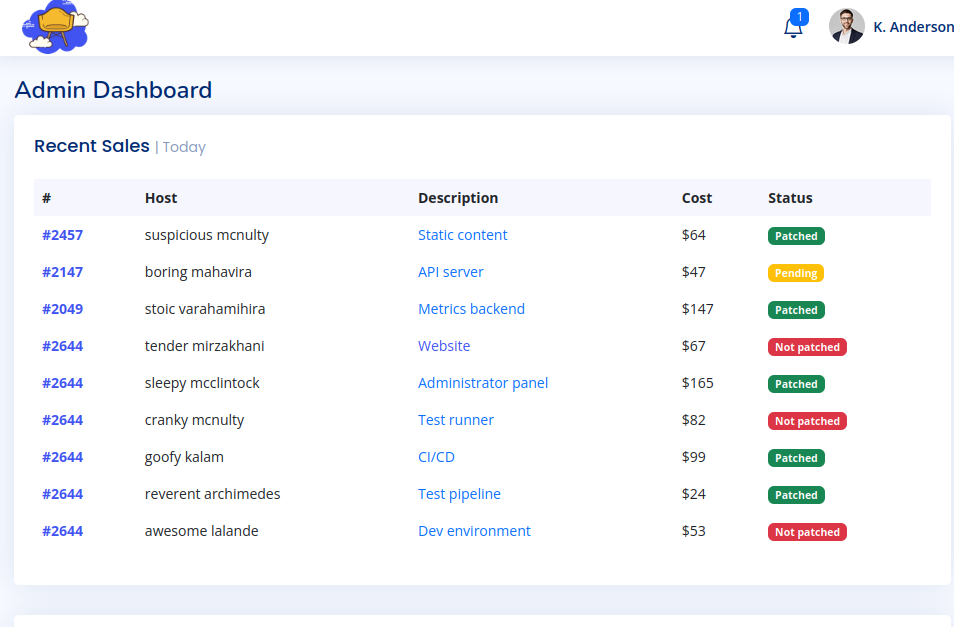 1
K. Anderson
Admin Dashboard
Recent Sales | Today
# Host Description Cost Status
#2457 suspicious mcnulty Static content $64 Patched
#2147 boring mahavira API server $47 Pending
#2049 stoic varahamihira Metrics backend $147 Patched
#2644 tender mirzakhani Website $67 Not patched
#2644 sleepy mcclintock Administrator panel $165 Patched
#2644 cranky mcnulty Test runner $82 Not patched
#2644 goofy kalam CI/CD $99 Patched
#2644 reverent archimedes Test pipeline $24 Patched
#2644 awesome lalande Dev environment $53 Not patched